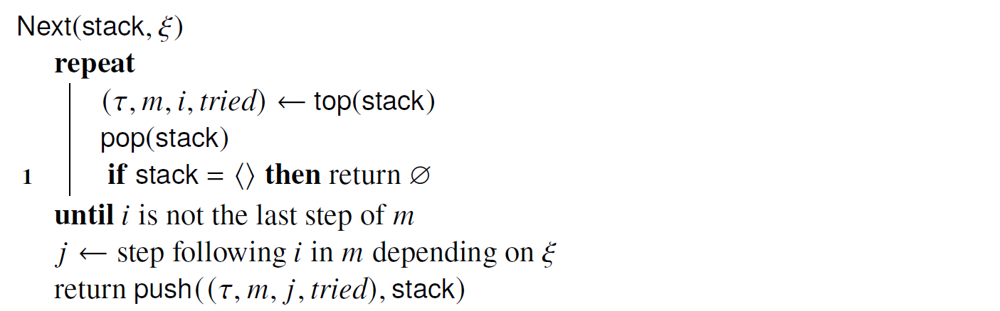 Next(stack, ξ)
repeat
(τ, m, i, tried) ← top(stack)
pop(stack)
1 if stack = ⟨⟩ then return ∅
until i is not the last step of m
j ← step following i in m depending on ξ
return push((τ, m, j, tried), stack)